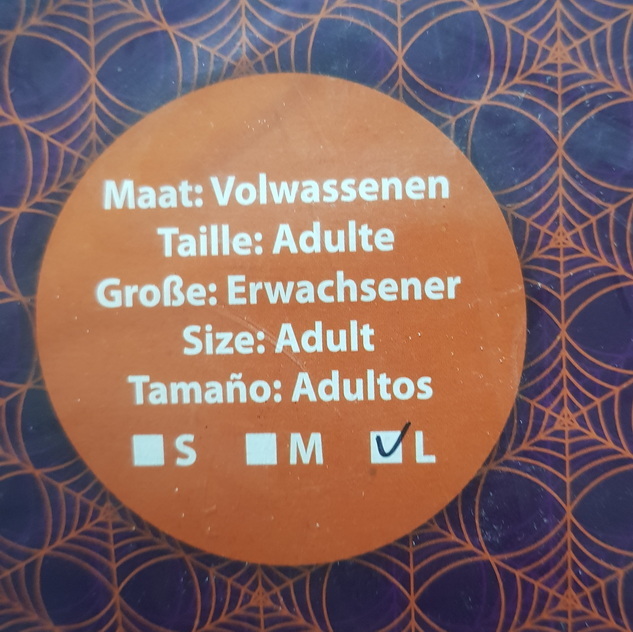 Maat: Volwassenen
Taille: Adulte
Große: Erwachsener
Size: Adult
Tamaño: Adultos
S M L